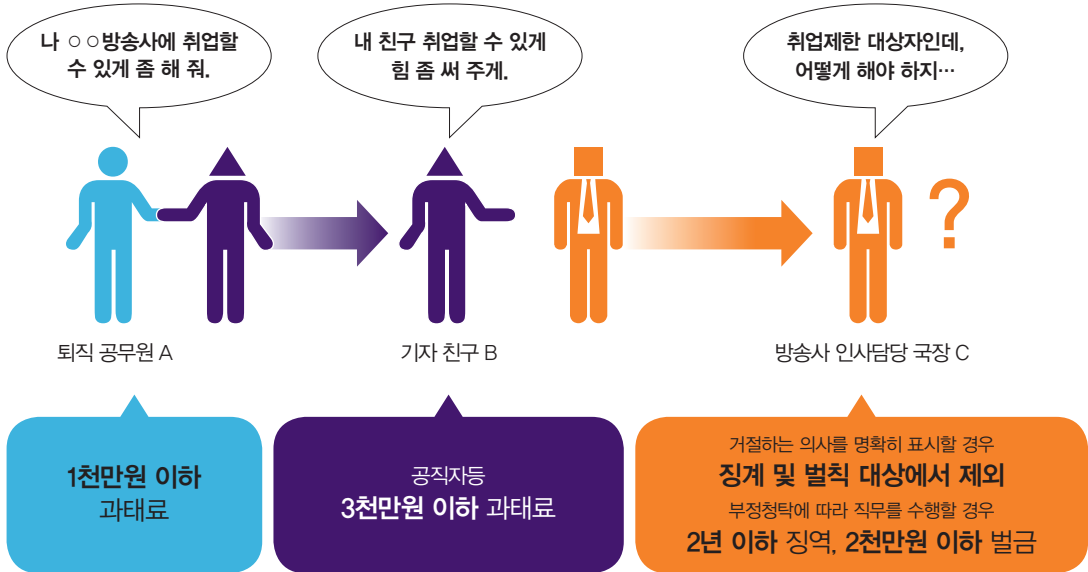 나 ○○방송사에 취업할
수 있게 좀 해 줘.
내 친구 취업할 수 있게
힘 좀 써 주게.
취업제한 대상자인데,
어떻게 해야 하지…
?
퇴직 공무원 A
기자 친구 B
방송사 인사담당 국장 C
1천만원 이하
과태료
공직자등
3천만원 이하 과태료
거절하는 의사를 명확히 표시할 경우
징계 및 벌칙 대상에서 제외
부정청탁에 따라 직무를 수행할 경우
2년 이하 징역, 2천만원 이하 벌금